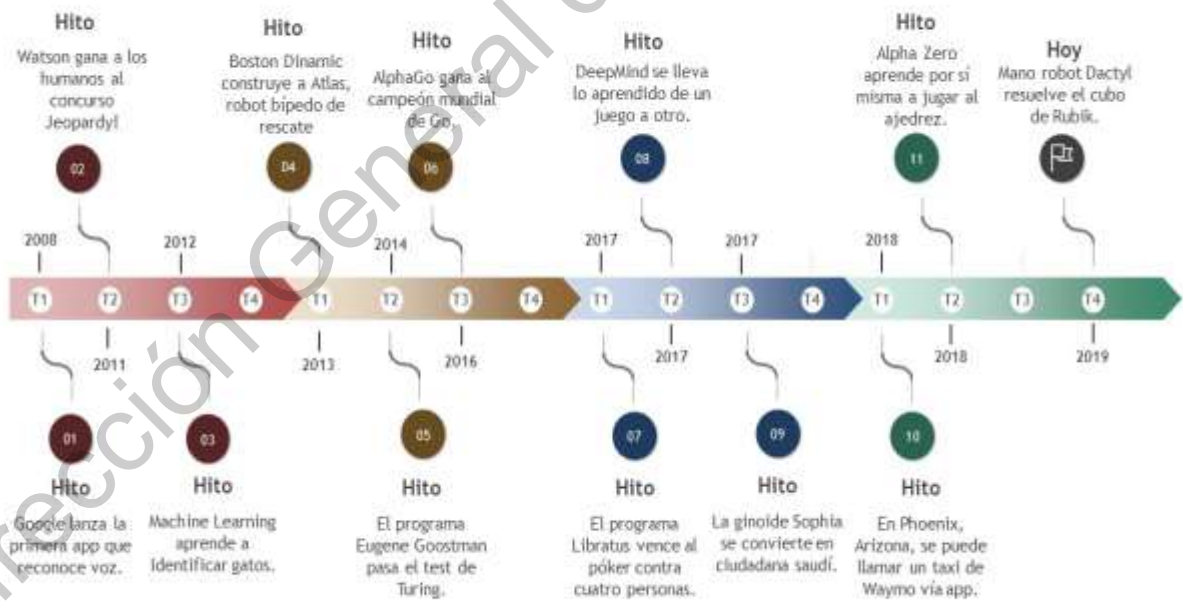 Hito
Watson gana a los
humanos al
concurso
Jeopardy!
02
Hito
Boston Dinamic
construye a Atlas,
robot bípedo de
rescate
04
Hito
AlphaGo gana al
campeón mundial
de Go.
06
Hito
DeepMind se lleva
lo aprendido de un
juego a otro.
08
Hito
Alpha Zero
aprende por sí
misma a jugar al
ajedrez.
11
Hoy
Mano robot Dactyl
resuelve el cubo
de Rubik.
2008
2012
2014
2017
2017
2018
T1
T2
T3
T4
T1
T2
T3
T4
T1
T2
T3
T4
T1
T2
T3
T4
2011
2013
2016
2017
2018
2019
01
Hito
Google lanza la
primera app que
reconoce voz.
03
Hito
Machine Learning
aprende a
identificar gatos.
05
Hito
El programa
Eugene Goostman
pasa el test de
Turing.
07
Hito
El programa
Libratus vence al
póker contra
cuatro personas.
09
Hito
La ginoide Sophia
se convierte en
ciudadana saudí.
10
Hito
En Phoenix,
Arizona, se puede
llamar un taxi de
Waymo vía app.
rección General